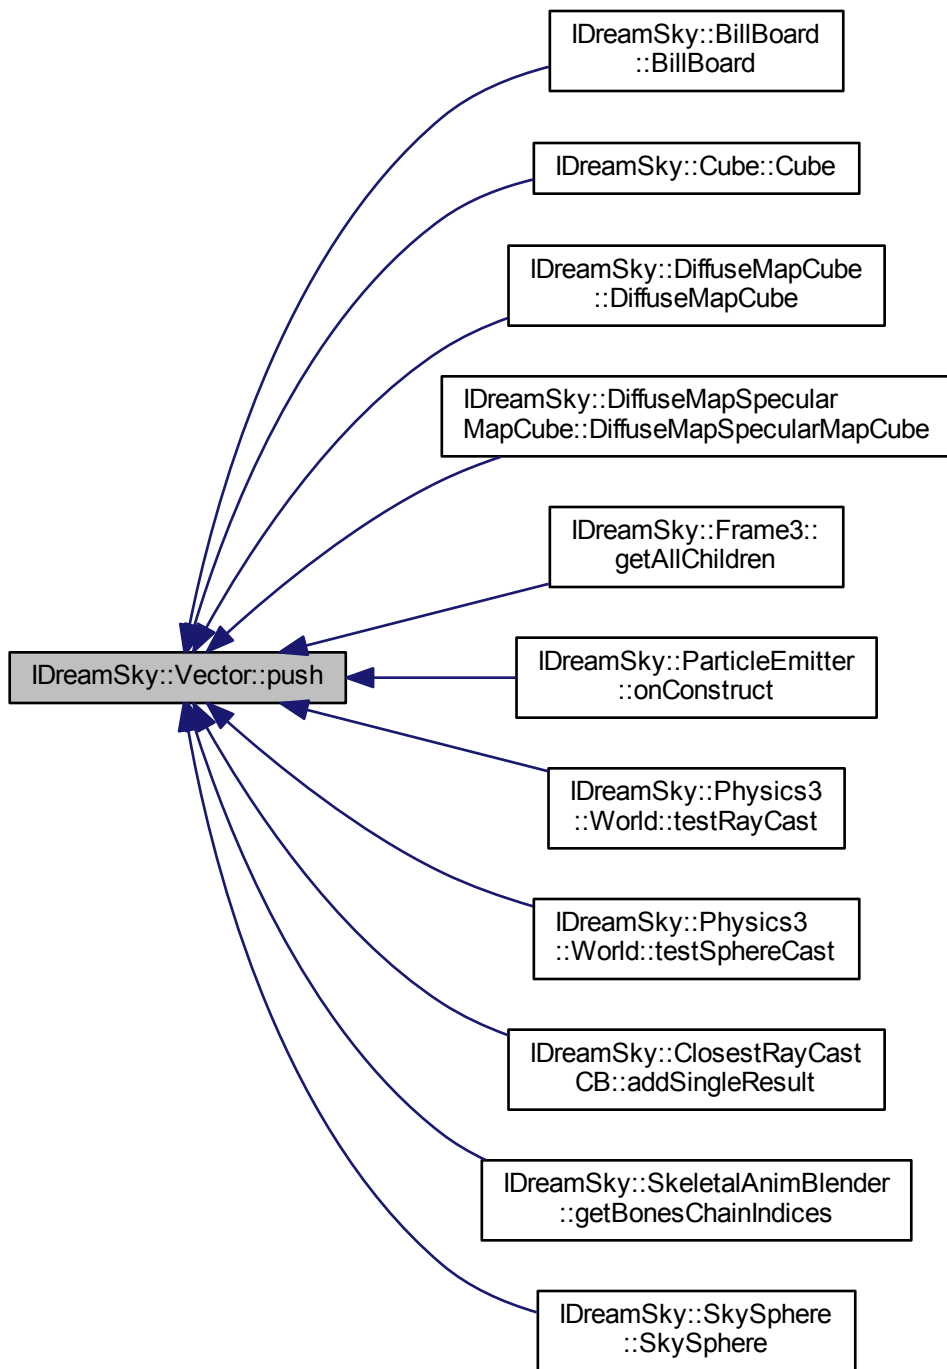 IDreamSky::BillBoard
::BillBoard
IDreamSky::Cube::Cube
IDreamSky::DiffuseMapCube
::DiffuseMapCube
IDreamSky::DiffuseMapSpecular
MapCube::DiffuseMapSpecularMapCube
IDreamSky::Frame3::
getAllChildren
IDreamSky::Vector::push
IDreamSky::ParticleEmitter
::onConstruct
IDreamSky::Physics3
::World::testRayCast
IDreamSky::Physics3
::World::testSphereCast
IDreamSky::ClosestRayCast
CB::addSingleResult
IDreamSky::SkeletalAnimBlender
::getBonesChainIndices
IDreamSky::SkySphere
::SkySphere